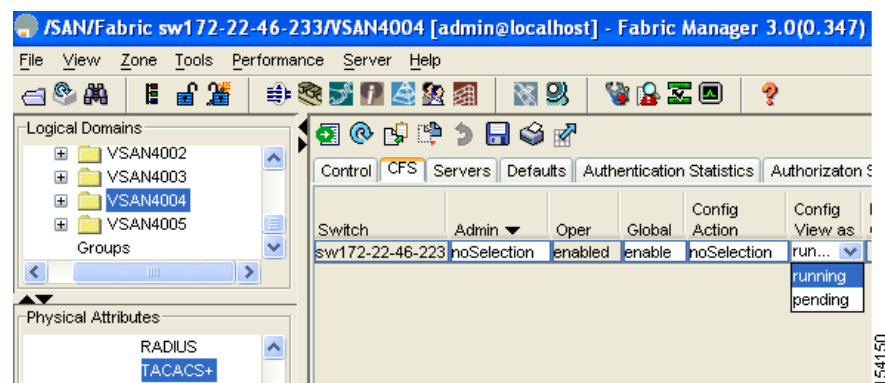 /SAN/Fabric sw172-22-46-233/VSAN4004 [admin@localhost] - Fabric Manager 3.0(0.347)
File View Zone Tools Performance Server Help
Logical Domains
VSAN4002
VSAN4003
VSAN4004
VSAN4005
Groups
Physical Attributes
RADIUS
TACACS+
Control CFS Servers Defaults Authentication Statistics Authorizaton S
Switch Admin Oper Global Config Action Config View as
sw172-22-46-223 noSelection enabled enable noSelection run...
running
pending
154150